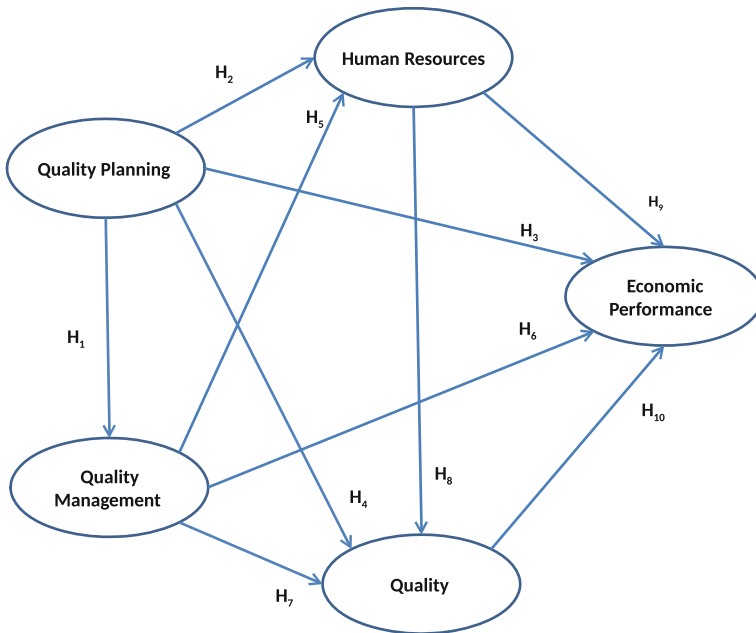 Human Resources
H2
H5
Quality Planning
H9
H3
Economic
Performance
H6
H1
H10
Quality
Management
H8
H4
Quality
H7